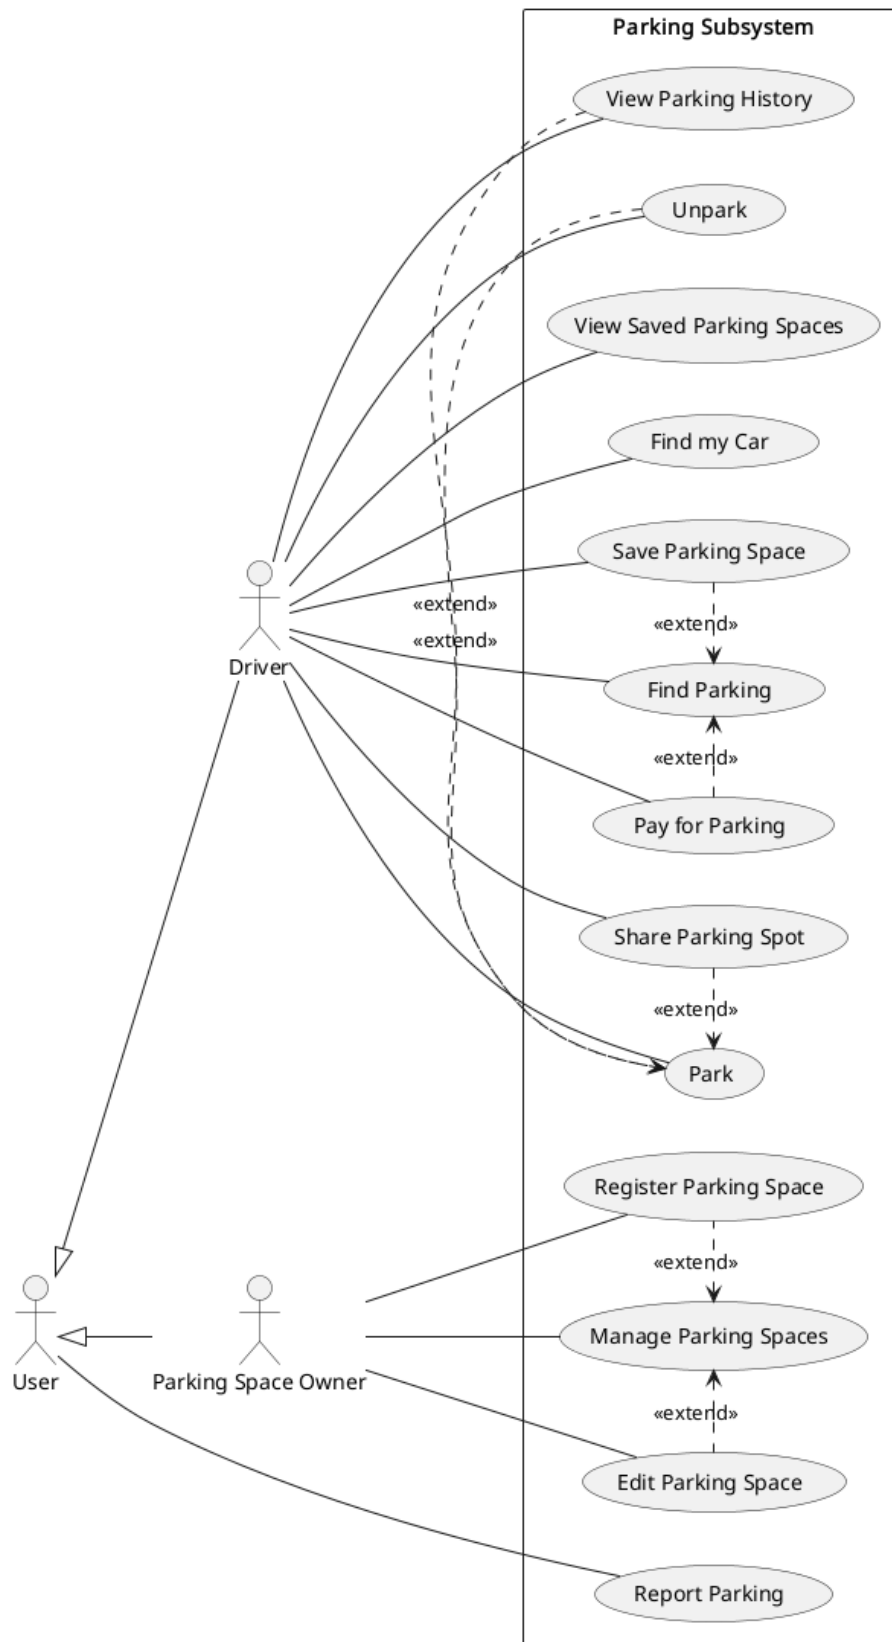 Parking Subsystem
View Parking History
Unpark
View Saved Parking Spaces
Find my Car
Save Parking Space
«extend»
«extend»
«extend»
Driver
Find Parking
«extend»
Pay for Parking
Share Parking Spot
«extend»
Park
Register Parking Space
«extend»
Manage Parking Spaces
User
Parking Space Owner
«extend»
Edit Parking Space
Report Parking